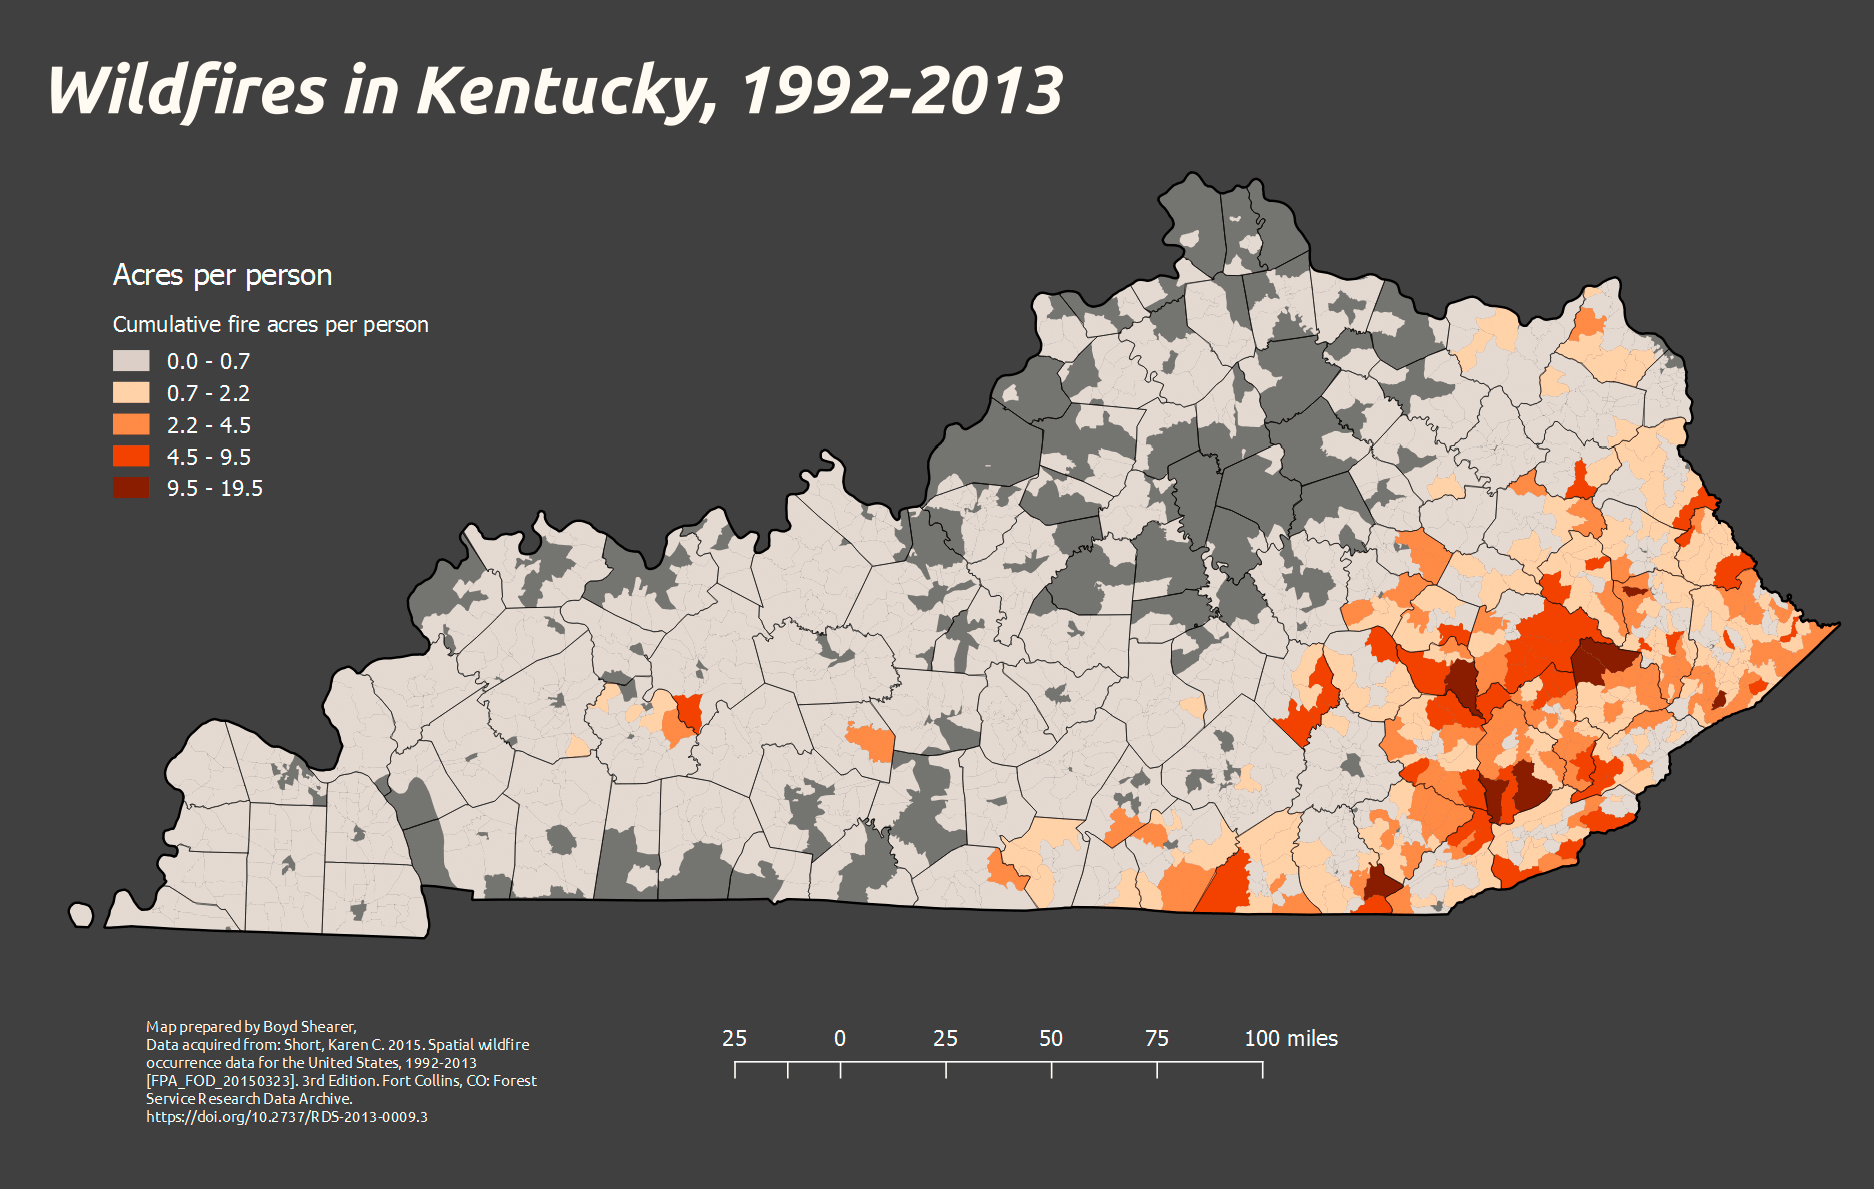 Wildfires in Kentucky, 1992-2013
Acres per person
Cumulative fire acres per person
0.0 - 0.7
0.7 - 2.2
2.2 - 4.5
4.5 - 9.5
9.5 - 19.5
Map prepared by Boyd Shearer,
Data acquired from: Short, Karen C. 2015. Spatial wildfire
occurrence data for the United States, 1992-2013
[FPA_FOD_20150323]. 3rd Edition. Fort Collins, CO: Forest
Service Research Data Archive.
https://doi.org/10.2737/RDS-2013-0009.3
25 0 25 50 75 100 miles